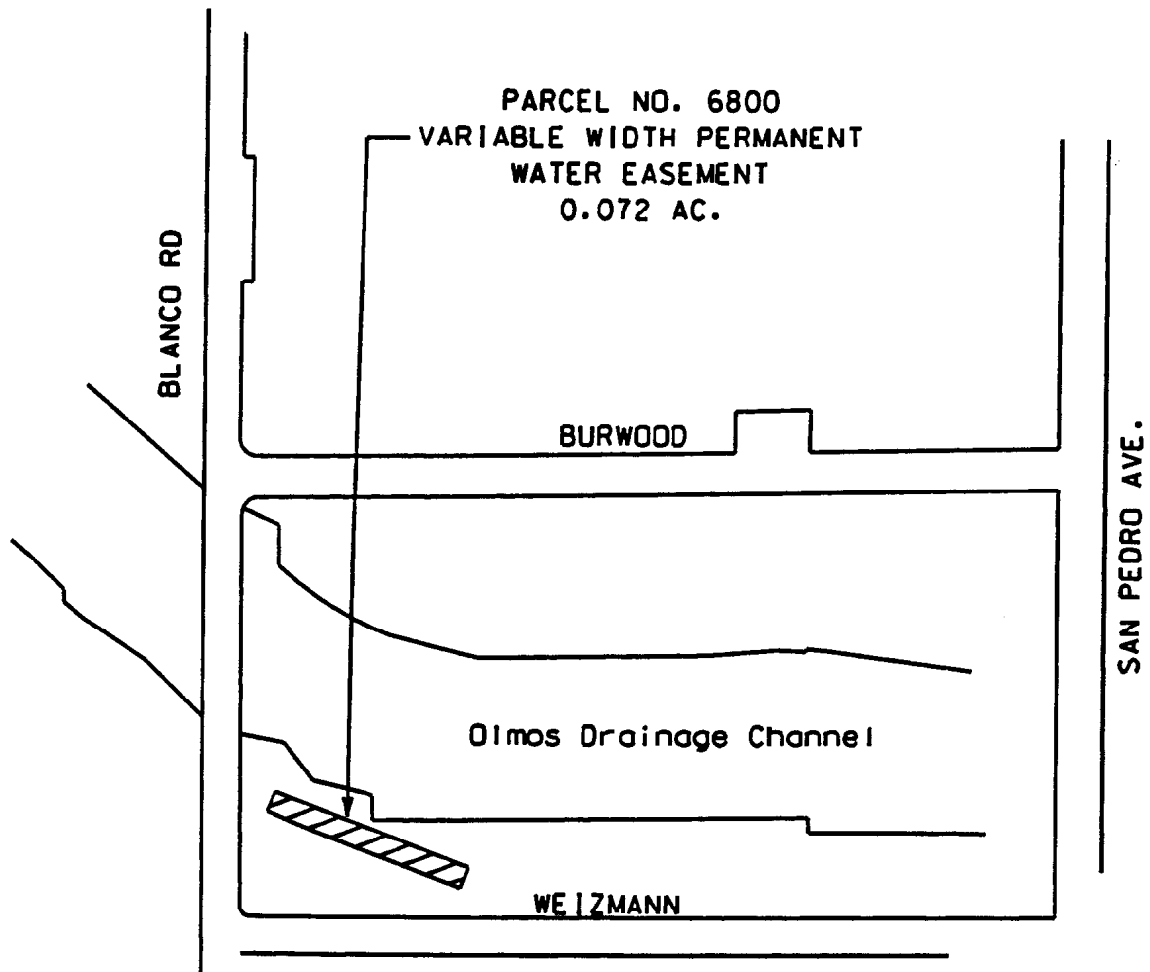 PARCEL NO. 6800
VARIABLE WIDTH PERMANENT
WATER EASEMENT
0.072 AC.
BLANCO RD
BURWOOD
SAN PEDRO AVE.
Olmos Drainage Channel
WEIZMANN